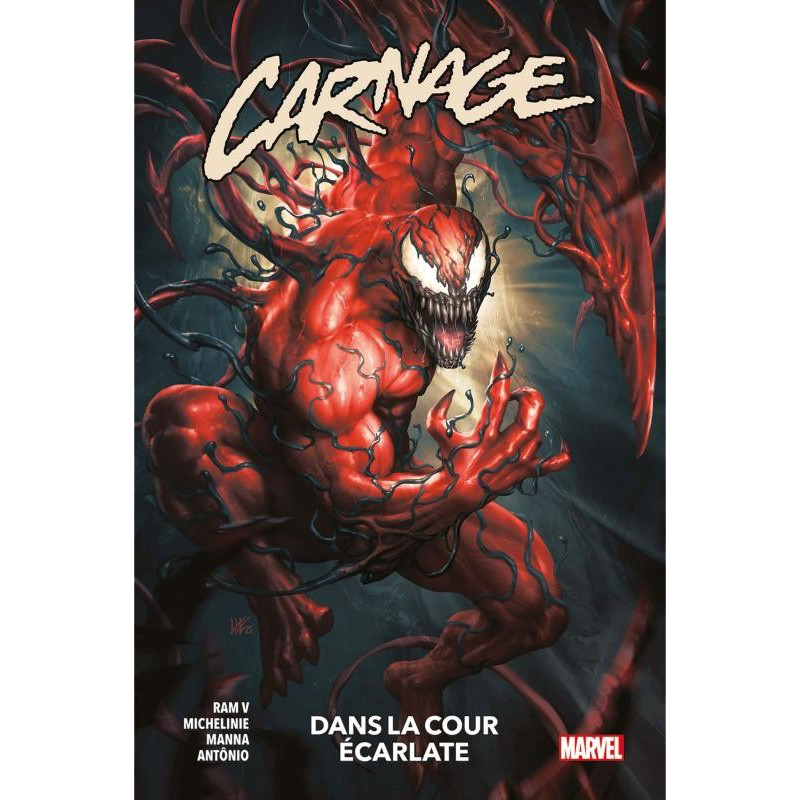 CARNAGE
RAM V
MICHELINIE
MANNA
ANTÔNIO
DANS LA COUR
ÉCARLATE
MARVEL